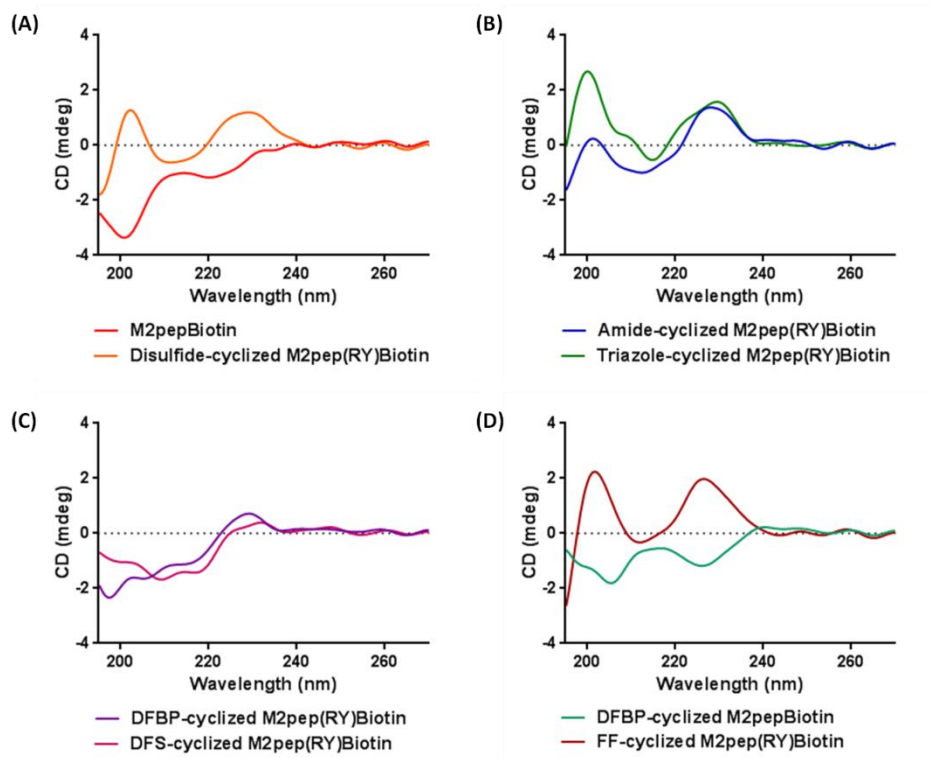 (A)
4
2
0
-2
-4
CD (mdeg)
200 220 240 260
Wavelength (nm)
M2pepBiotin
Disulfide-cyclized M2pep(RY)Biotin
(B)
4
2
0
-2
-4
CD (mdeg)
200 220 240 260
Wavelength (nm)
Amide-cyclized M2pep(RY)Biotin
Triazole-cyclized M2pep(RY)Biotin
(C)
4
2
0
-2
-4
CD (mdeg)
200 220 240 260
Wavelength (nm)
DFBP-cyclized M2pep(RY)Biotin
DFS-cyclized M2pep(RY)Biotin
(D)
4
2
0
-2
-4
CD (mdeg)
200 220 240 260
Wavelength (nm)
DFBP-cyclized M2pepBiotin
FF-cyclized M2pep(RY)Biotin